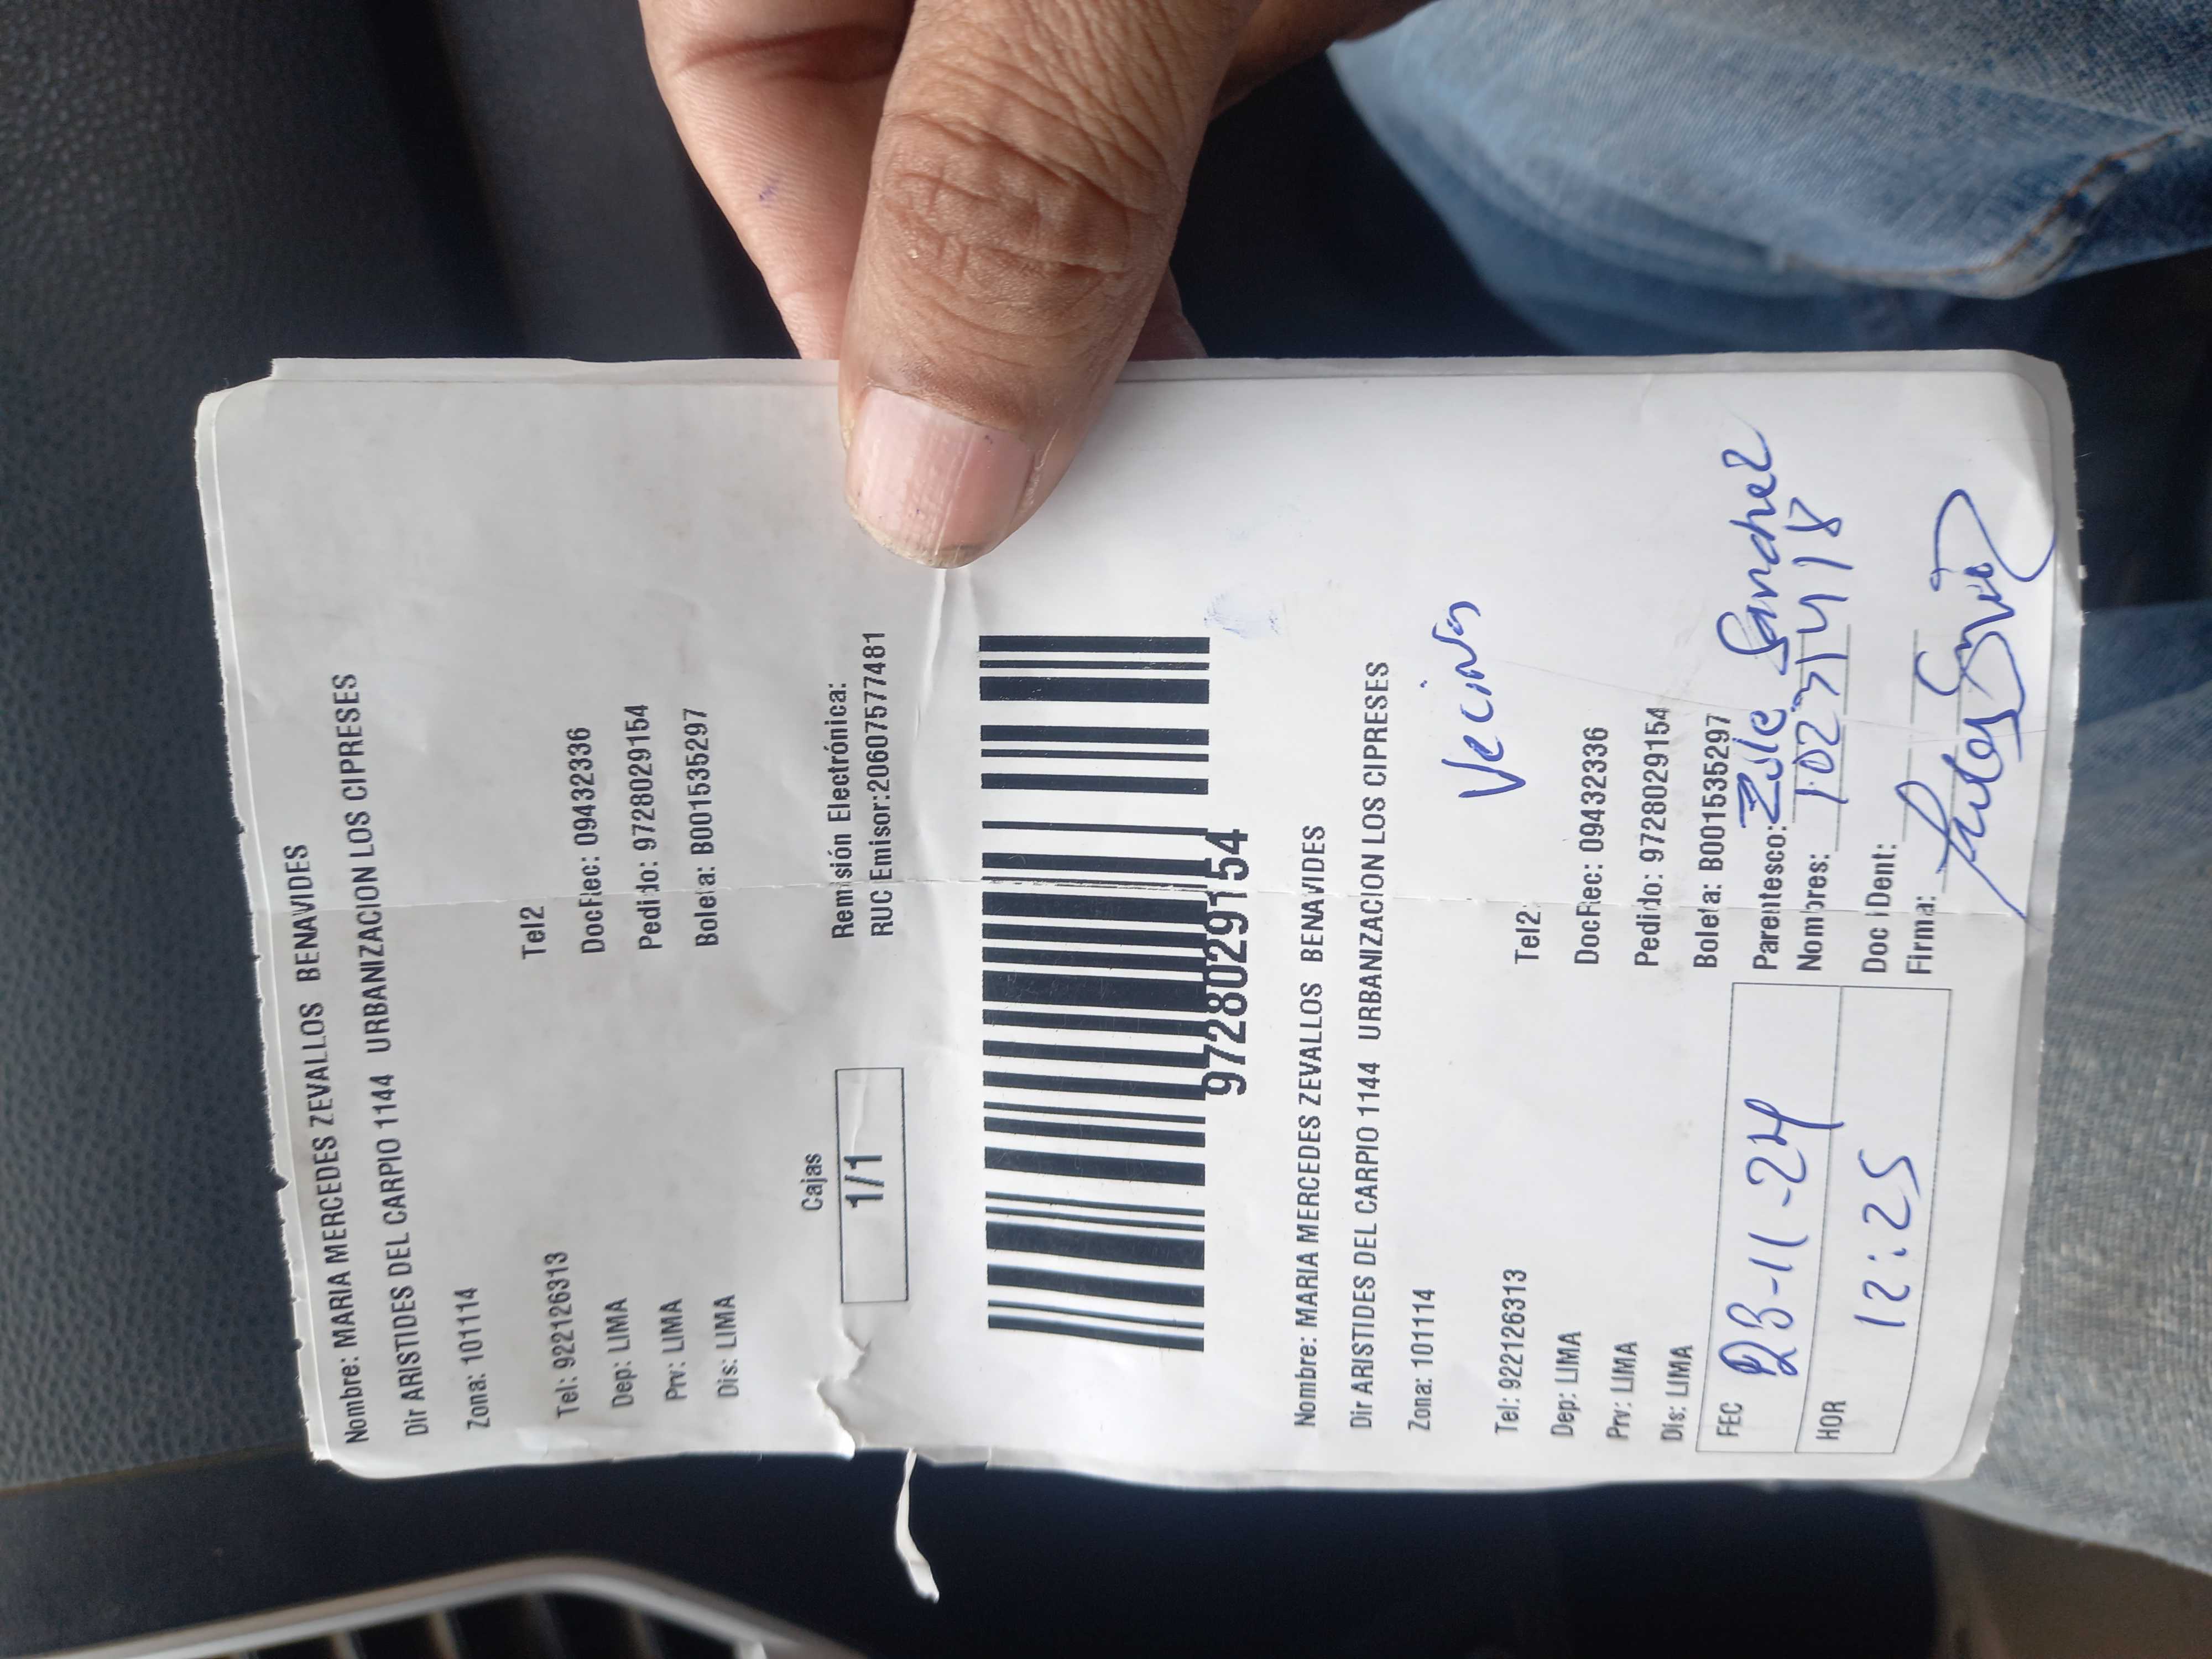 Nombre: MARIA MERCEDES ZEVALLOS BENAVIDES
Dir ARISTIDES DEL CARPIO 1144 URBANIZACION LOS CIPRESES
Zona: 101114
Tel: 922126313 Tel2
Dep: LIMA DocRec: 09432336
Prv: LIMA Pedido: 97280291​54
Dis: LIMA Boleta: B001535297
Cajas
1/1
Remisión Electrónica:
RUC Emisor:20607577481
9728029154
Nombre: MARIA MERCEDES ZEVALLOS BENAVIDES
Dir ARISTIDES DEL CARPIO 1144 URBANIZACION LOS CIPRESES
Zona: 101114
Vecina
Tel: 922126313 Tel2:
Dep: LIMA DocRec: 09432336
Prv: LIMA Pedido: 9728029154
Dis: LIMA Boleta: B001535297
FEC 23-11-24
Parentesco: Sanchez
Nombres:
HOR 12:25
Doc Ident:
Firma: